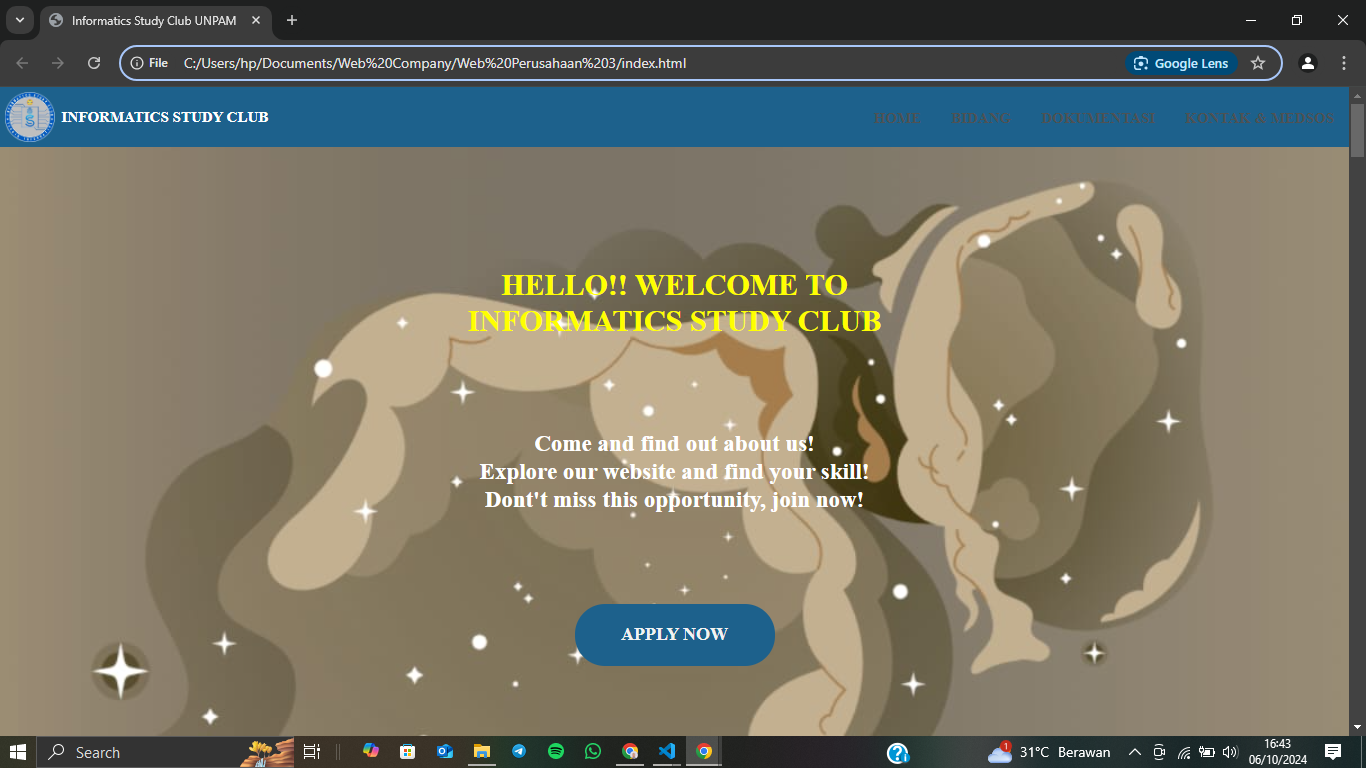 Informatics Study Club UNPAM
File C:/Users/hp/Documents/Web%20Company/Web%20Perusahaan%203/index.html Google Lens
INFORMATICS STUDY CLUB HOME BIDANG DOKUMENTASI KONTAK & MEDSOS
HELLO!! WELCOME TO
INFORMATICS STUDY CLUB
Come and find out about us!
Explore our website and find your skill!
Dont't miss this opportunity, join now!
APPLY NOW
Search 1 31°C Berawan 16:43
06/10/2024